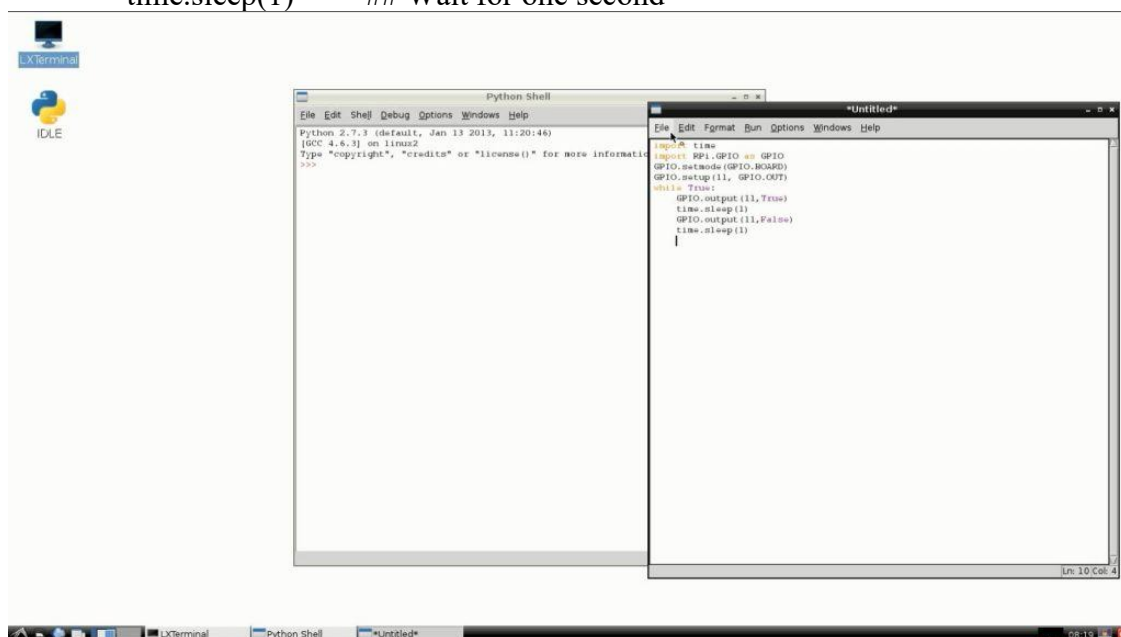 time.sleep(1) ## Wait for one second
LXTerminal
IDLE
Python Shell
File Edit Shell Debug Options Windows Help
Python 2.7.3 (default, Jan 13 2013, 11:20:46)
[GCC 4.6.3] on linux2
Type "copyright", "credits" or "license()" for more informatio
>>>
*Untitled*
File Edit Format Run Options Windows Help
import time
import RPi.GPIO as GPIO
GPIO.setmode(GPIO.BOARD)
GPIO.setup(11, GPIO.OUT)
while True:
GPIO.output(11,True)
time.sleep(1)
GPIO.output(11,False)
time.sleep(1)
Ln: 10 Col: 4
LXTerminal Python Shell *Untitled* 08:19